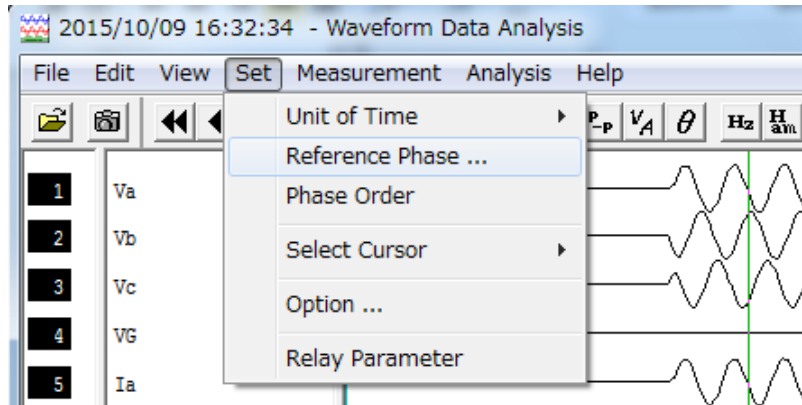 2015/10/09 16:32:34 - Waveform Data Analysis
File Edit View Set Measurement Analysis Help
P-P VA θ Hz Ham
Unit of Time
Reference Phase ...
Phase Order
Select Cursor
Option ...
Relay Parameter
1 Va
2 Vb
3 Vc
4 VG
5 Ia